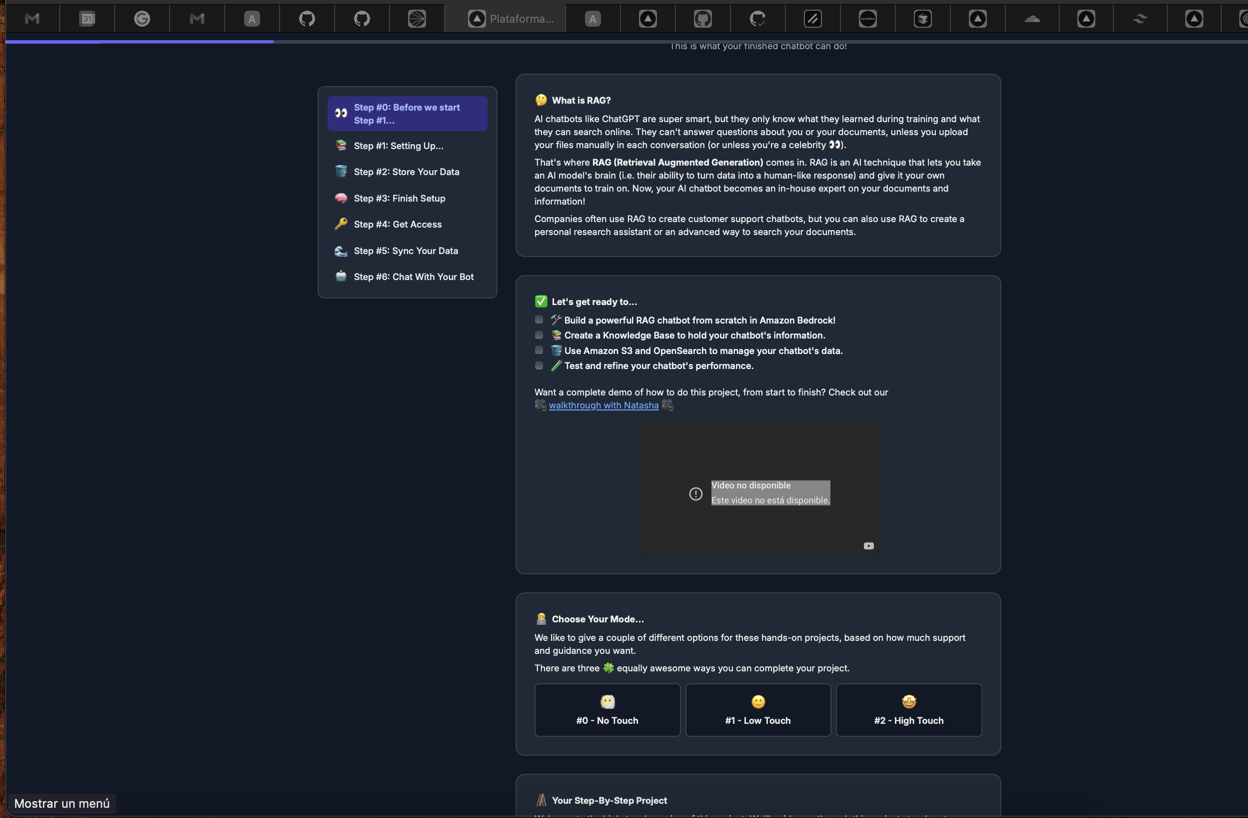 31
G
A
Plataforma...
A
This is what your finished chatbot can do!
👀 Step #0: Before we start
Step #1...
📚 Step #1: Setting Up...
🪣 Step #2: Store Your Data
🧠 Step #3: Finish Setup
🔑 Step #4: Get Access
🌊 Step #5: Sync Your Data
🤖 Step #6: Chat With Your Bot
🤔 What is RAG?
AI chatbots like ChatGPT are super smart, but they only know what they learned during training and what
they can search online. They can't answer questions about you or your documents, unless you upload
your files manually in each conversation (or unless you're a celebrity 👀).
That's where RAG (Retrieval Augmented Generation) comes in. RAG is an AI technique that lets you take
an AI model's brain (i.e. their ability to turn data into a human-like response) and give it your own
documents to train on. Now, your AI chatbot becomes an in-house expert on your documents and
information!
Companies often use RAG to create customer support chatbots, but you can also use RAG to create a
personal research assistant or an advanced way to search your documents.
✅ Let's get ready to...
🛠️ Build a powerful RAG chatbot from scratch in Amazon Bedrock!
📚 Create a Knowledge Base to hold your chatbot's information.
🪣 Use Amazon S3 and OpenSearch to manage your chatbot's data.
🧪 Test and refine your chatbot's performance.
Want a complete demo of how to do this project, from start to finish? Check out our
🎥 walkthrough with Natasha 🎥
Video no disponible
Este video no está disponible.
Choose Your Mode...
We like to give a couple of different options for these hands-on projects, based on how much support
and guidance you want.
There are three 🍀 equally awesome ways you can complete your project.
#0 - No Touch
#1 - Low Touch
#2 - High Touch
Your Step-By-Step Project
Mostrar un menú